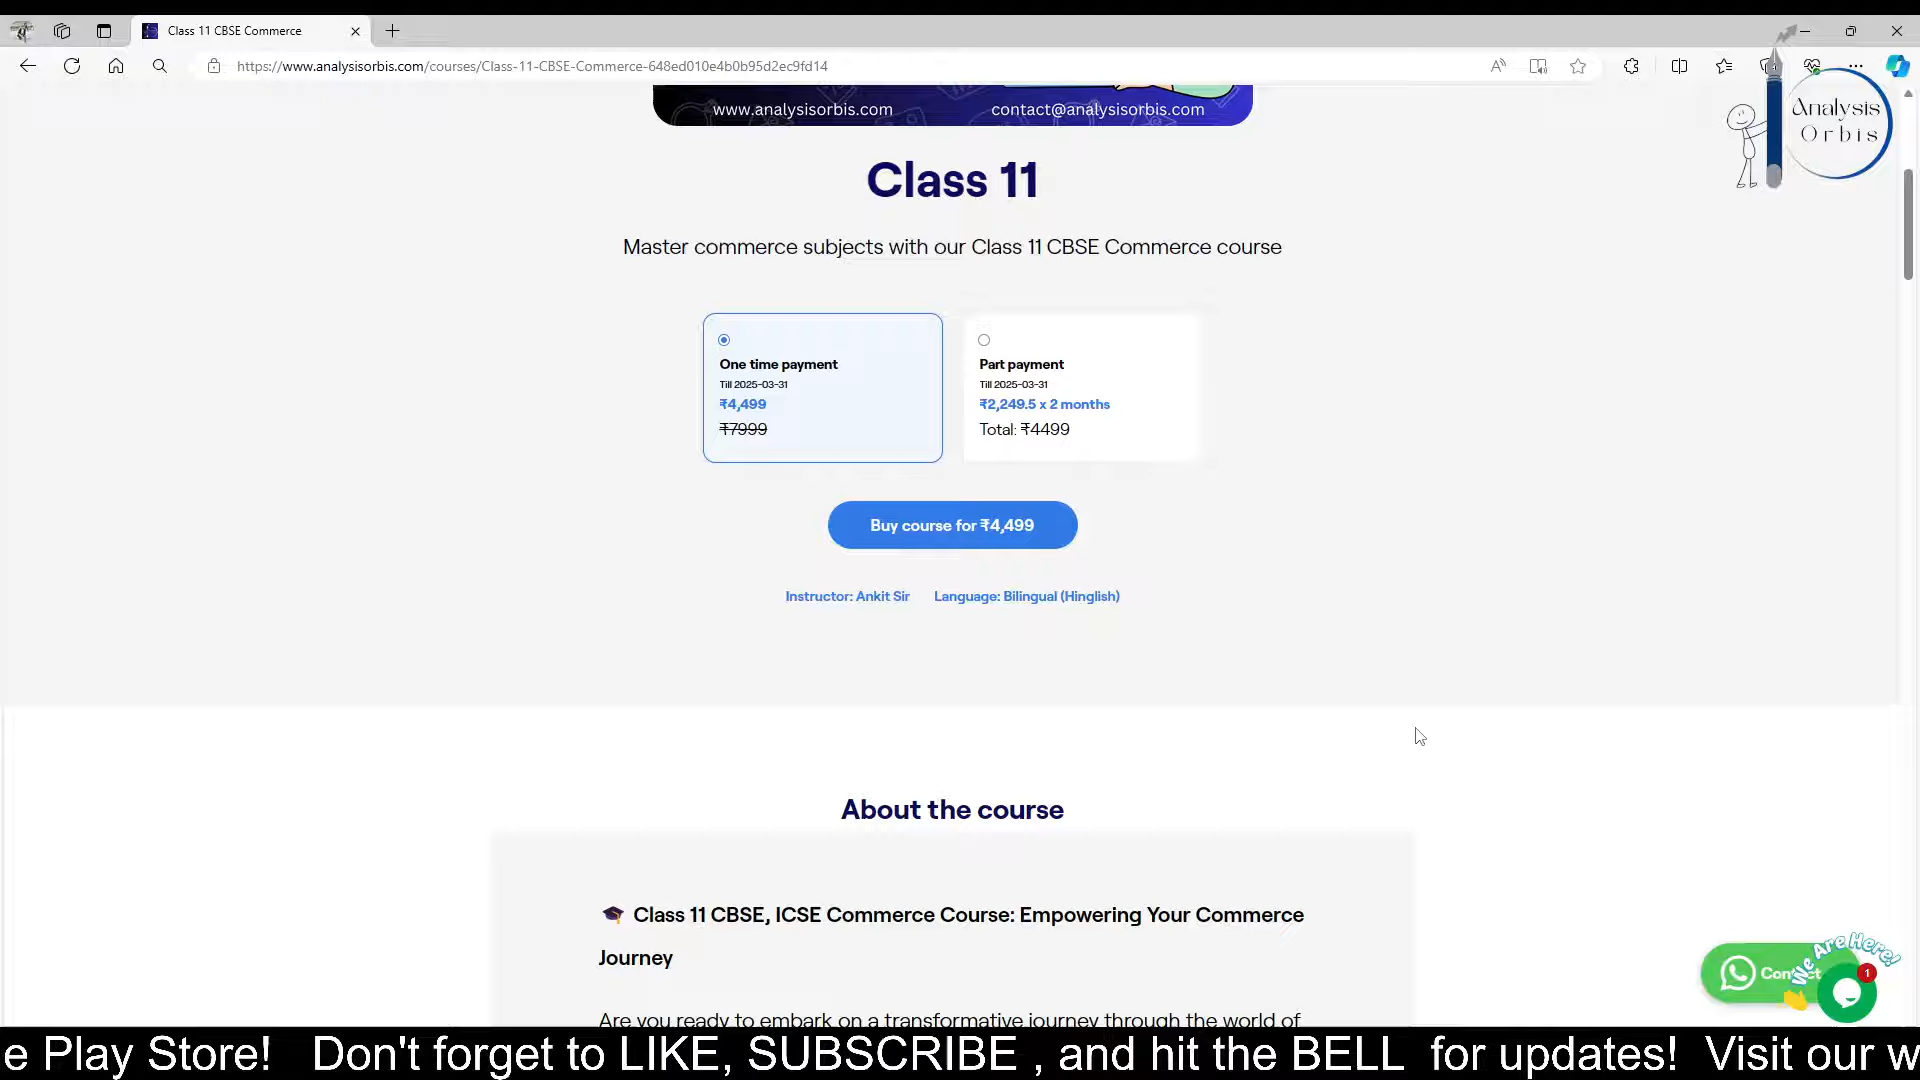 Class 11 CBSE Commerce
https://www.analysisorbis.com/courses/Class-11-CBSE-Commerce-648ed010e4b0b95d2ec9fd14
www.analysisorbis.com contact@analysisorbis.com
Analysis
Orbis
Class 11
Master commerce subjects with our Class 11 CBSE Commerce course
One time payment
Till 2025-03-31
₹4,499
₹7999
Part payment
Till 2025-03-31
₹2,249.5 x 2 months
Total: ₹4499
Buy course for ₹4,499
Instructor: Ankit Sir Language: Bilingual (Hinglish)
About the course
🎓 Class 11 CBSE, ICSE Commerce Course: Empowering Your Commerce
Journey
Are you ready to embark on a transformative journey through the world of
We Are Here!
1
e Play Store! Don't forget to LIKE, SUBSCRIBE , and hit the BELL for updates! Visit our w